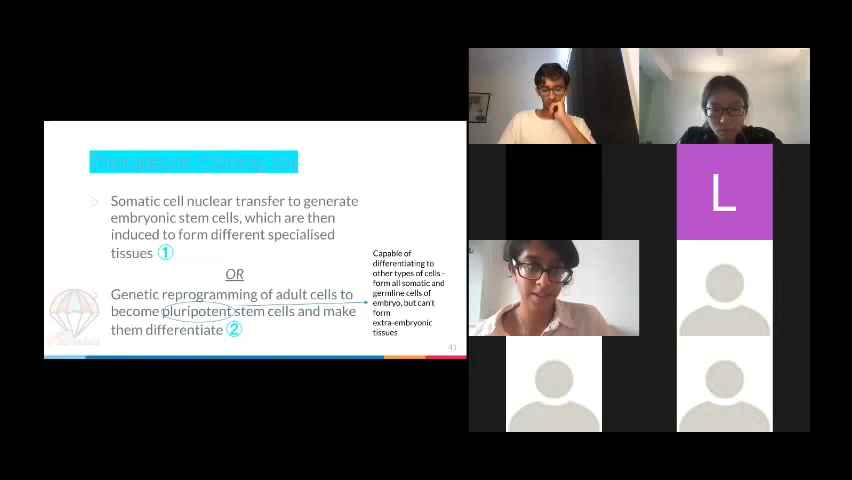 Therapeutic Cloning 101
Somatic cell nuclear transfer to generate
embryonic stem cells, which are then
induced to form different specialised
tissues ①
OR
Genetic reprogramming of adult cells to
become pluripotent stem cells and make
them differentiate ②
Capable of
differentiating to
other types of cells -
form all somatic and
germline cells of
embryo, but can't
form
extra-embryonic
tissues
41
L